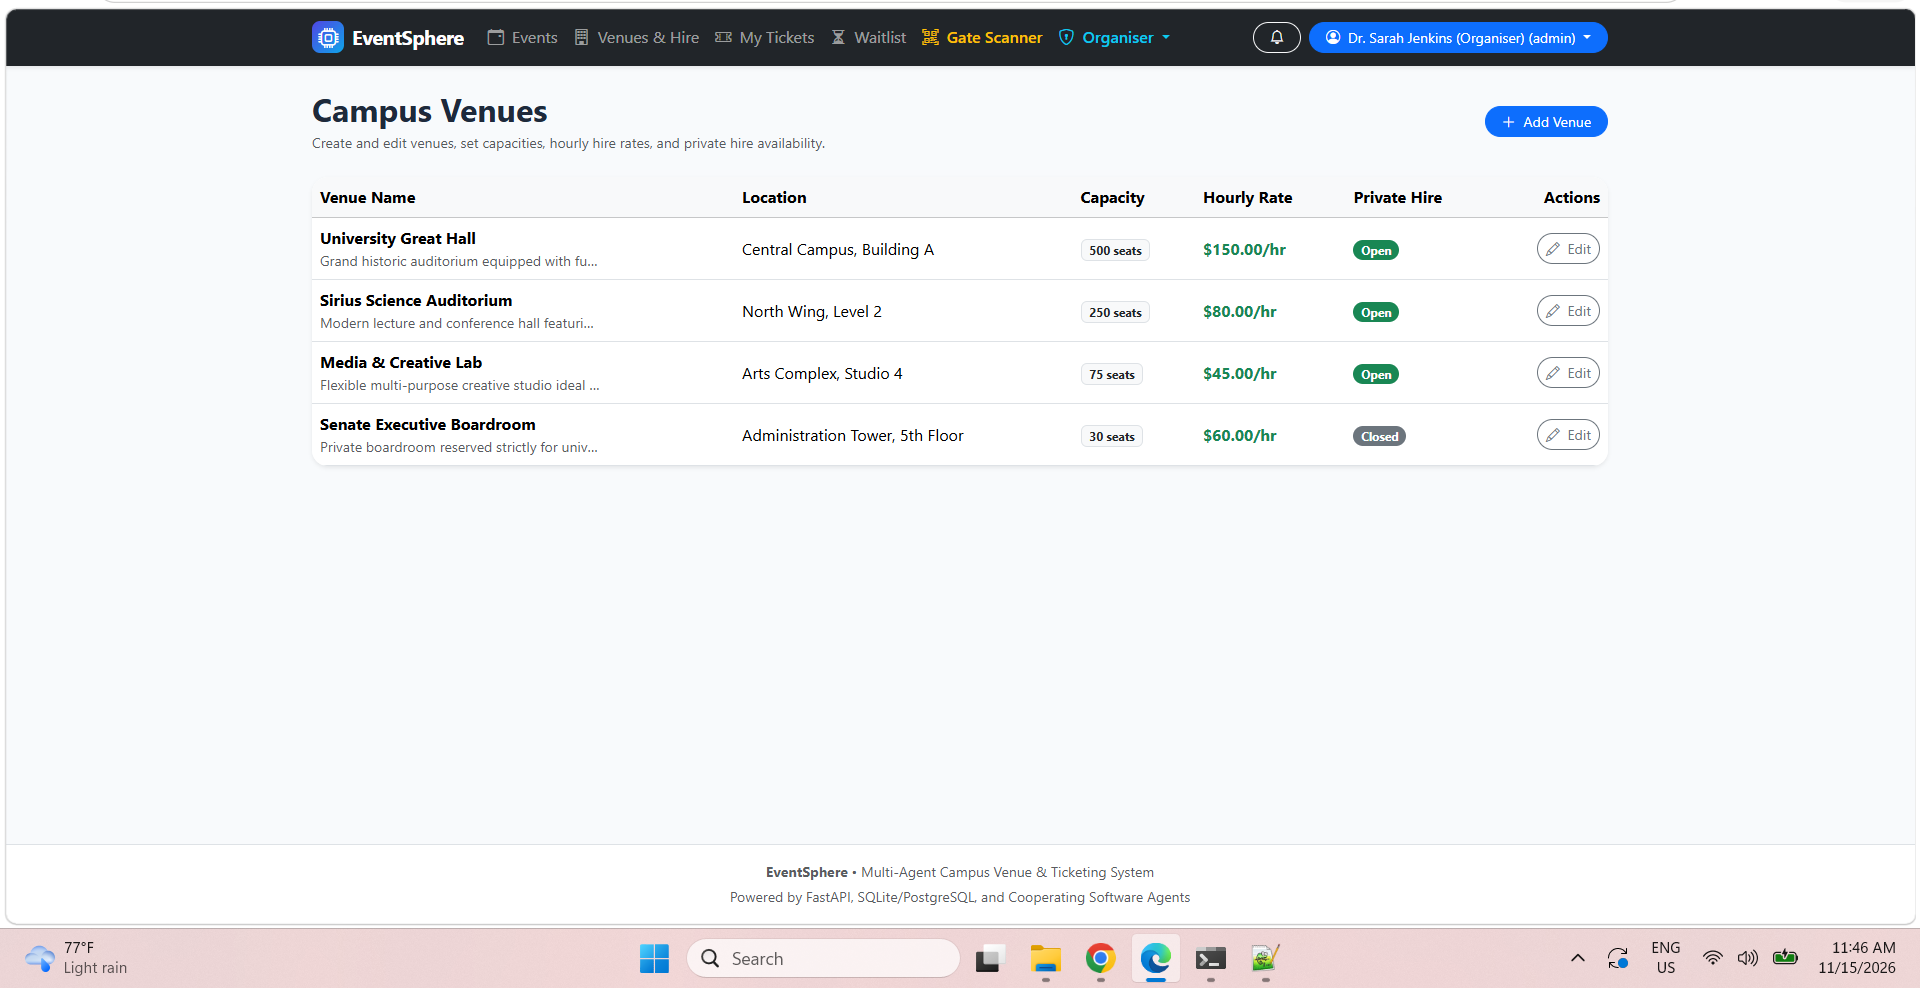 EventSphere Events Venues & Hire My Tickets Waitlist Gate Scanner Organiser Dr. Sarah Jenkins (Organiser) (admin)
Campus Venues
Create and edit venues, set capacities, hourly hire rates, and private hire availability.
+ Add Venue
Venue Name Location Capacity Hourly Rate Private Hire Actions
University Great Hall
Grand historic auditorium equipped with fu...
Central Campus, Building A 500 seats $150.00/hr Open Edit
Sirius Science Auditorium
Modern lecture and conference hall featuri...
North Wing, Level 2 250 seats $80.00/hr Open Edit
Media & Creative Lab
Flexible multi-purpose creative studio ideal ...
Arts Complex, Studio 4 75 seats $45.00/hr Open Edit
Senate Executive Boardroom
Private boardroom reserved strictly for univ...
Administration Tower, 5th Floor 30 seats $60.00/hr Closed Edit
EventSphere • Multi-Agent Campus Venue & Ticketing System
Powered by FastAPI, SQLite/PostgreSQL, and Cooperating Software Agents
77°F
Light rain
Search
ENG
US
11:46 AM
11/15/2026